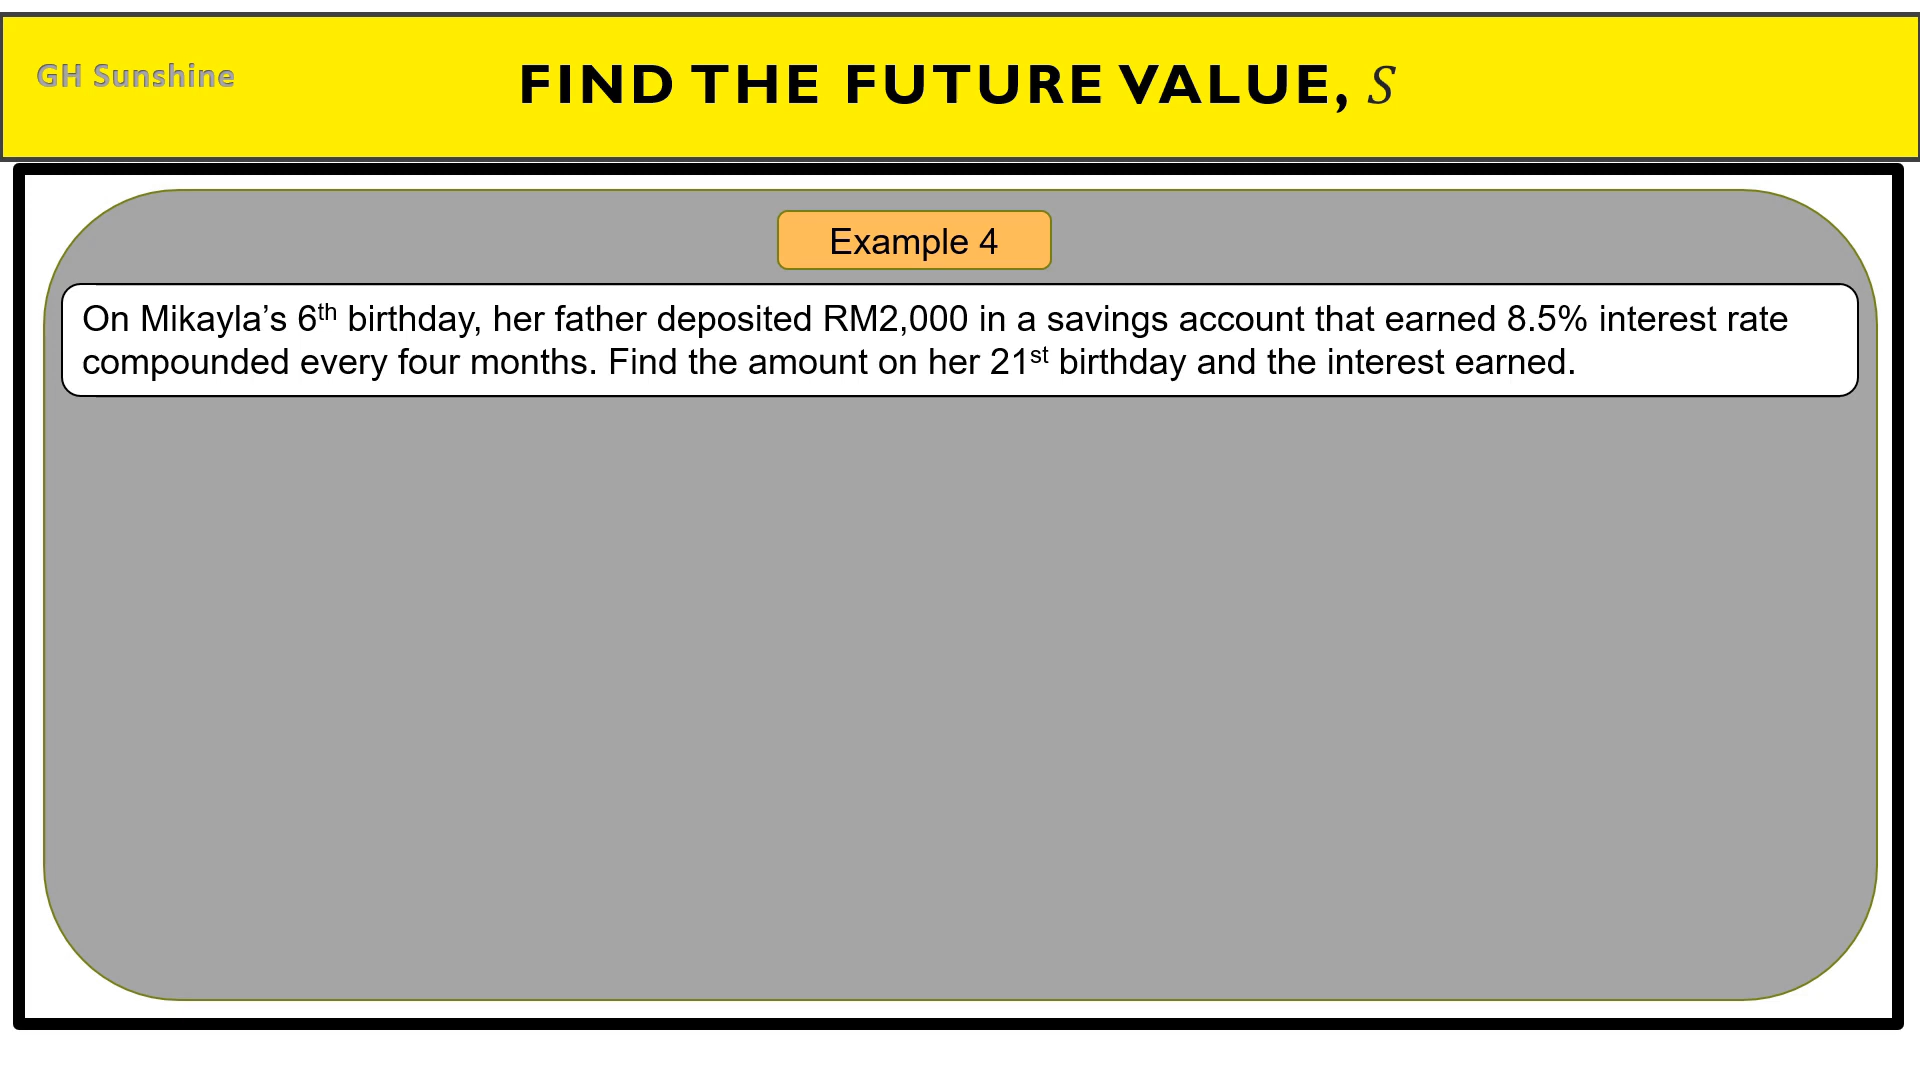 GH Sunshine
FIND THE FUTURE VALUE, S
Example 4
On Mikayla’s 6th birthday, her father deposited RM2,000 in a savings account that earned 8.5% interest rate
compounded every four months. Find the amount on her 21st birthday and the interest earned.